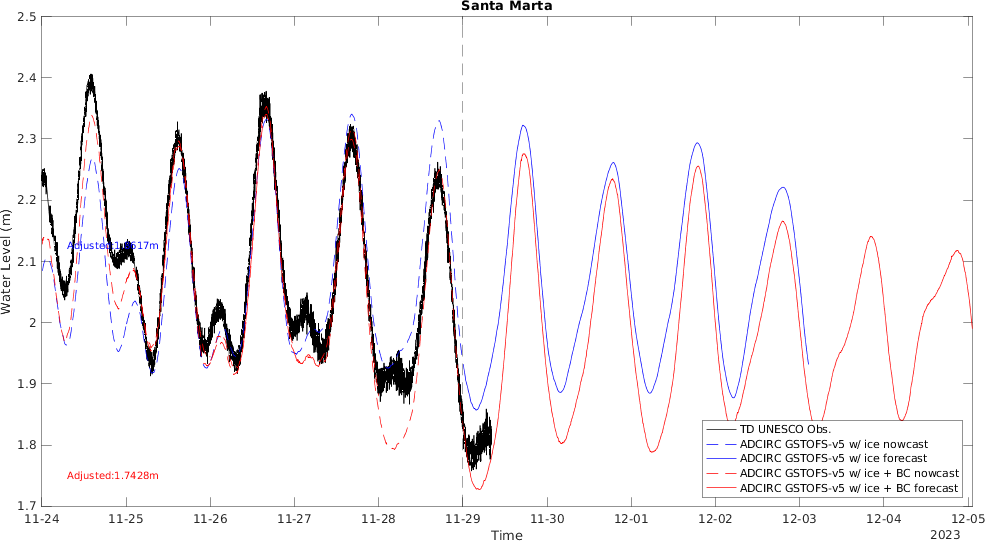 Santa Marta
2.5
2.4
2.3
2.2
2.1
2
1.9
1.8
1.7
Water Level (m)
Adjusted:1.7428m
TD UNESCO Obs.
ADCIRC GSTOFS-v5 w/ ice nowcast
ADCIRC GSTOFS-v5 w/ ice forecast
ADCIRC GSTOFS-v5 w/ ice + BC nowcast
ADCIRC GSTOFS-v5 w/ ice + BC forecast
11-24 11-25 11-26 11-27 11-28 11-29 11-30 12-01 12-02 12-03 12-04 12-05
Time
2023